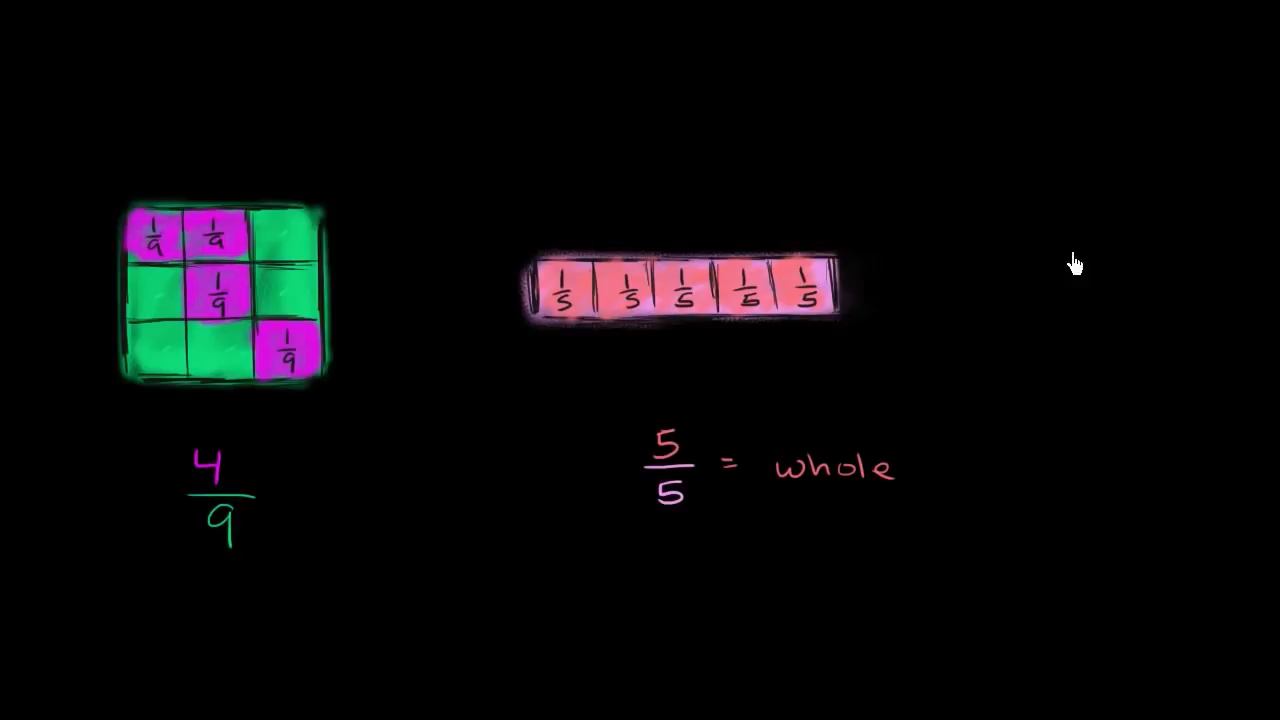 1/9 1/9
1/9
1/9
4/9
1/5 1/5 1/5 1/5 1/5
5/5 = whole